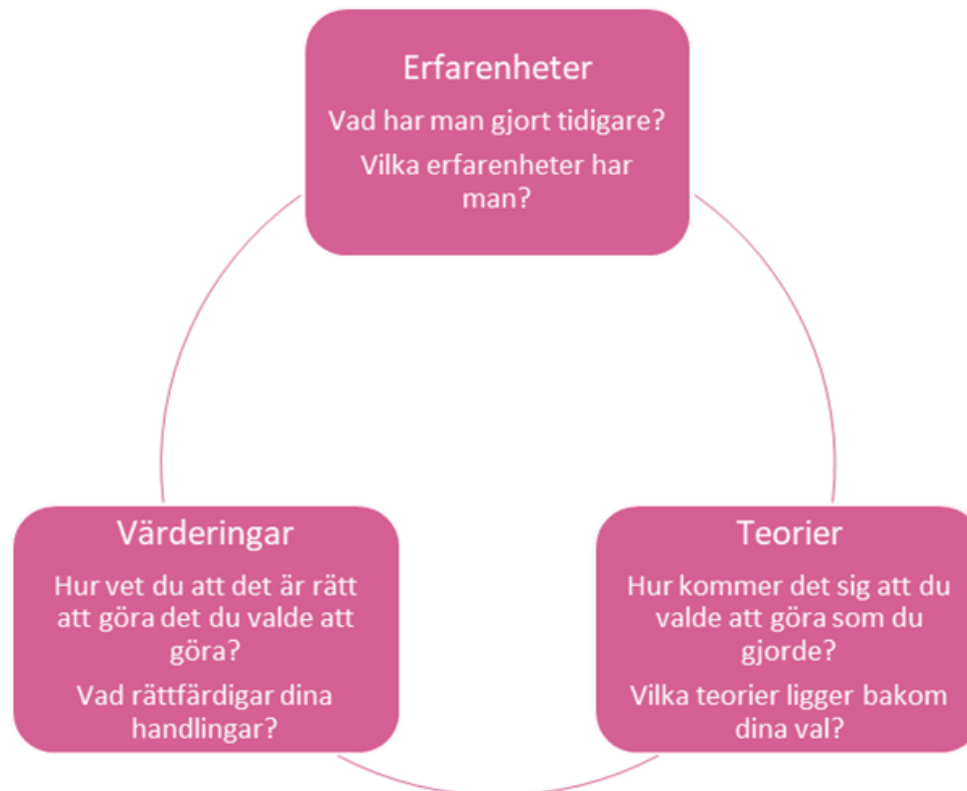 Erfarenheter
Vad har man gjort tidigare?
Vilka erfarenheter har
man?
Värderingar
Hur vet du att det är rätt
att göra det du valde att
göra?
Vad rättfärdigar dina
handlingar?
Teorier
Hur kommer det sig att du
valde att göra som du
gjorde?
Vilka teorier ligger bakom
dina val?